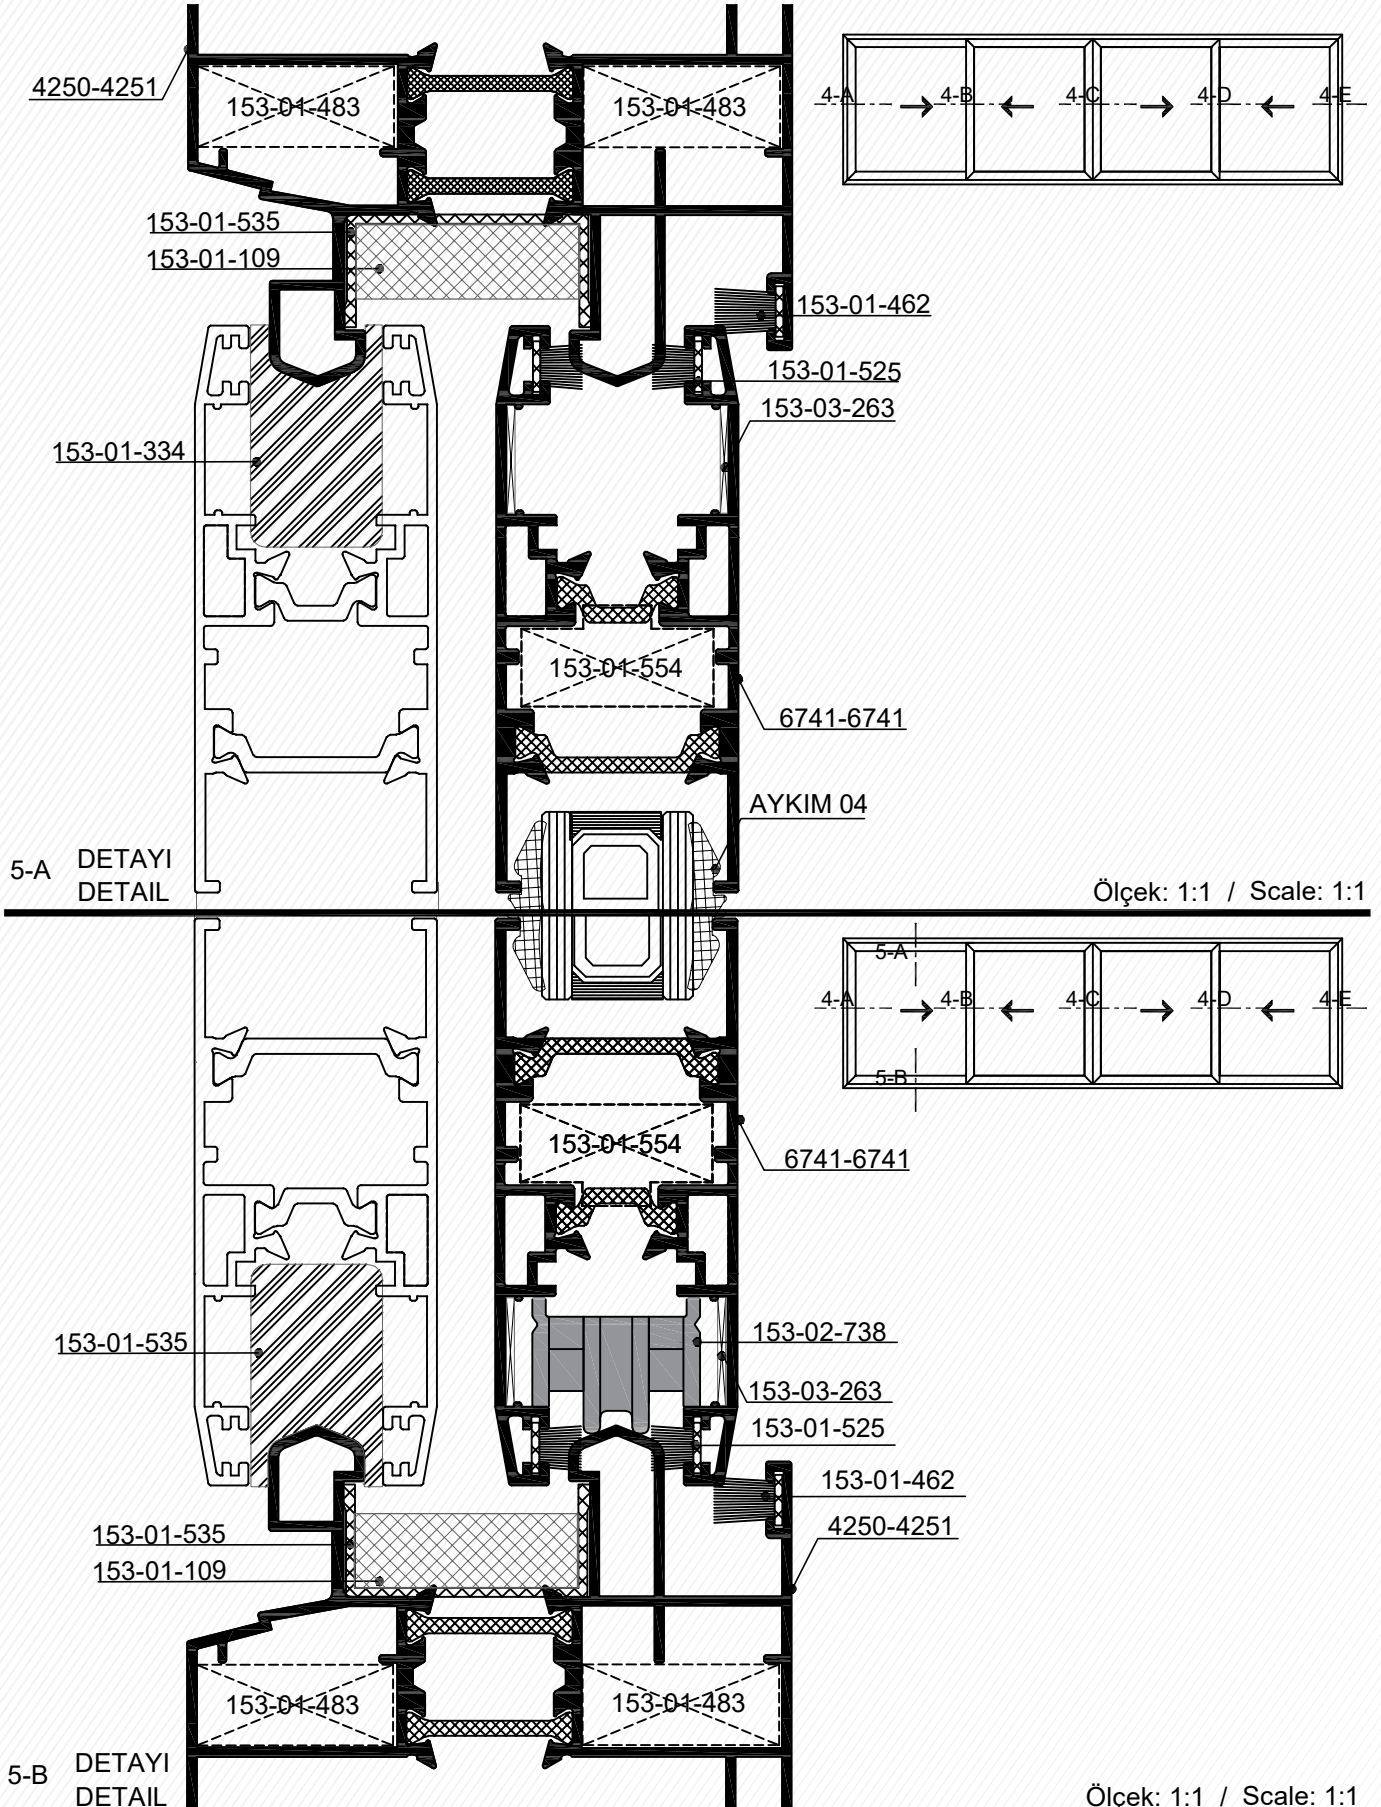 4250-4251
153-01-483
153-01-483
4-A
4-B
4-C
4-D
4-E
153-01-535
153-01-109
153-01-462
153-01-525
153-03-263
153-01-334
153-01-554
6741-6741
AYKIM 04
5-A
DETAYI
DETAIL
Ölçek: 1:1 / Scale: 1:1
5-A
4-A
4-B
4-C
4-D
4-E
5-B
153-01-554
6741-6741
153-01-535
153-02-738
153-03-263
153-01-525
153-01-462
153-01-535
4250-4251
153-01-109
153-01-483
153-01-483
5-B
DETAYI
DETAIL
Ölçek: 1:1 / Scale: 1:1